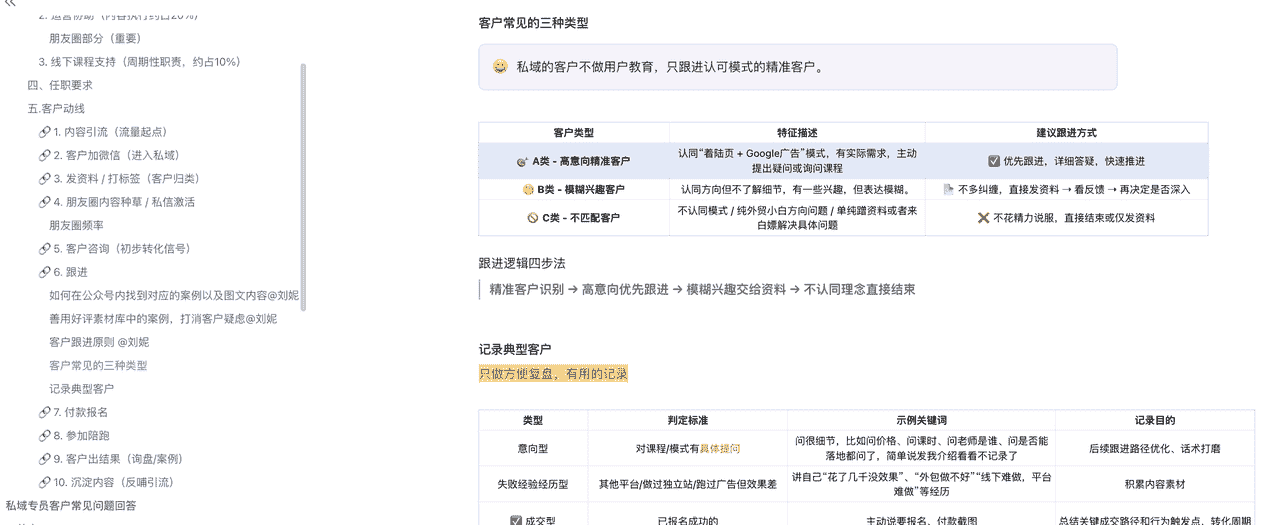 2. 运营协助（内容执行约占20%）
朋友圈部分（重要）
3. 线下课程支持（周期性职责，约占10%）
四、任职要求
五.客户动线
1. 内容引流（流量起点）
2. 客户加微信（进入私域）
3. 发资料 / 打标签（客户归类）
4. 朋友圈内容种草 / 私信激活
朋友圈频率
5. 客户咨询（初步转化信号）
6. 跟进
如何在公众号内找到对应的案例以及图文内容@刘妮
善用好评素材库中的案例，打消客户疑虑@刘妮
客户跟进原则 @刘妮
客户常见的三种类型
记录典型客户
7. 付款报名
8. 参加陪跑
9. 客户出结果（询盘/案例）
10. 沉淀内容（反哺引流）
私域专员客户常见问题回答
客户常见的三种类型
私域的客户不做用户教育，只跟进认可模式的精准客户。
客户类型 特征描述 建议跟进方式
A类 - 高意向精准客户 认同“着陆页 + Google广告”模式，有实际需求，主动
提出疑问或询问课程 优先跟进，详细答疑，快速推进
B类 - 模糊兴趣客户 认同方向但不了解细节，有一些兴趣，但表达模糊。 不多纠缠，直接发资料 → 看反馈 → 再决定是否深入
C类 - 不匹配客户 不认同模式 / 纯外贸小白方向问题 / 单纯蹭资料或者来
白嫖解决具体问题 不花精力说服，直接结束或仅发资料
跟进逻辑四步法
精准客户识别 → 高意向优先跟进 → 模糊兴趣交给资料 → 不认同理念直接结束
记录典型客户
只做方便复盘，有用的记录
类型 判定标准 示例关键词 记录目的
意向型 对课程/模式有具体提问 问很细节，比如问价格、问课时、问老师是谁、问是否能
落地都问了，简单说发我介绍看看不记录了 后续跟进路径优化、话术打磨
失败经验经历型 其他平台/做过独立站/跑过广告但效果差 讲自己“花了几千没效果”、“外包做不好”“线下难做，平台
难做”等经历 积累内容素材
成交型 已报名成功的 主动说要报名、付款截图 总结关键成交路径和行为触发点，转化周期